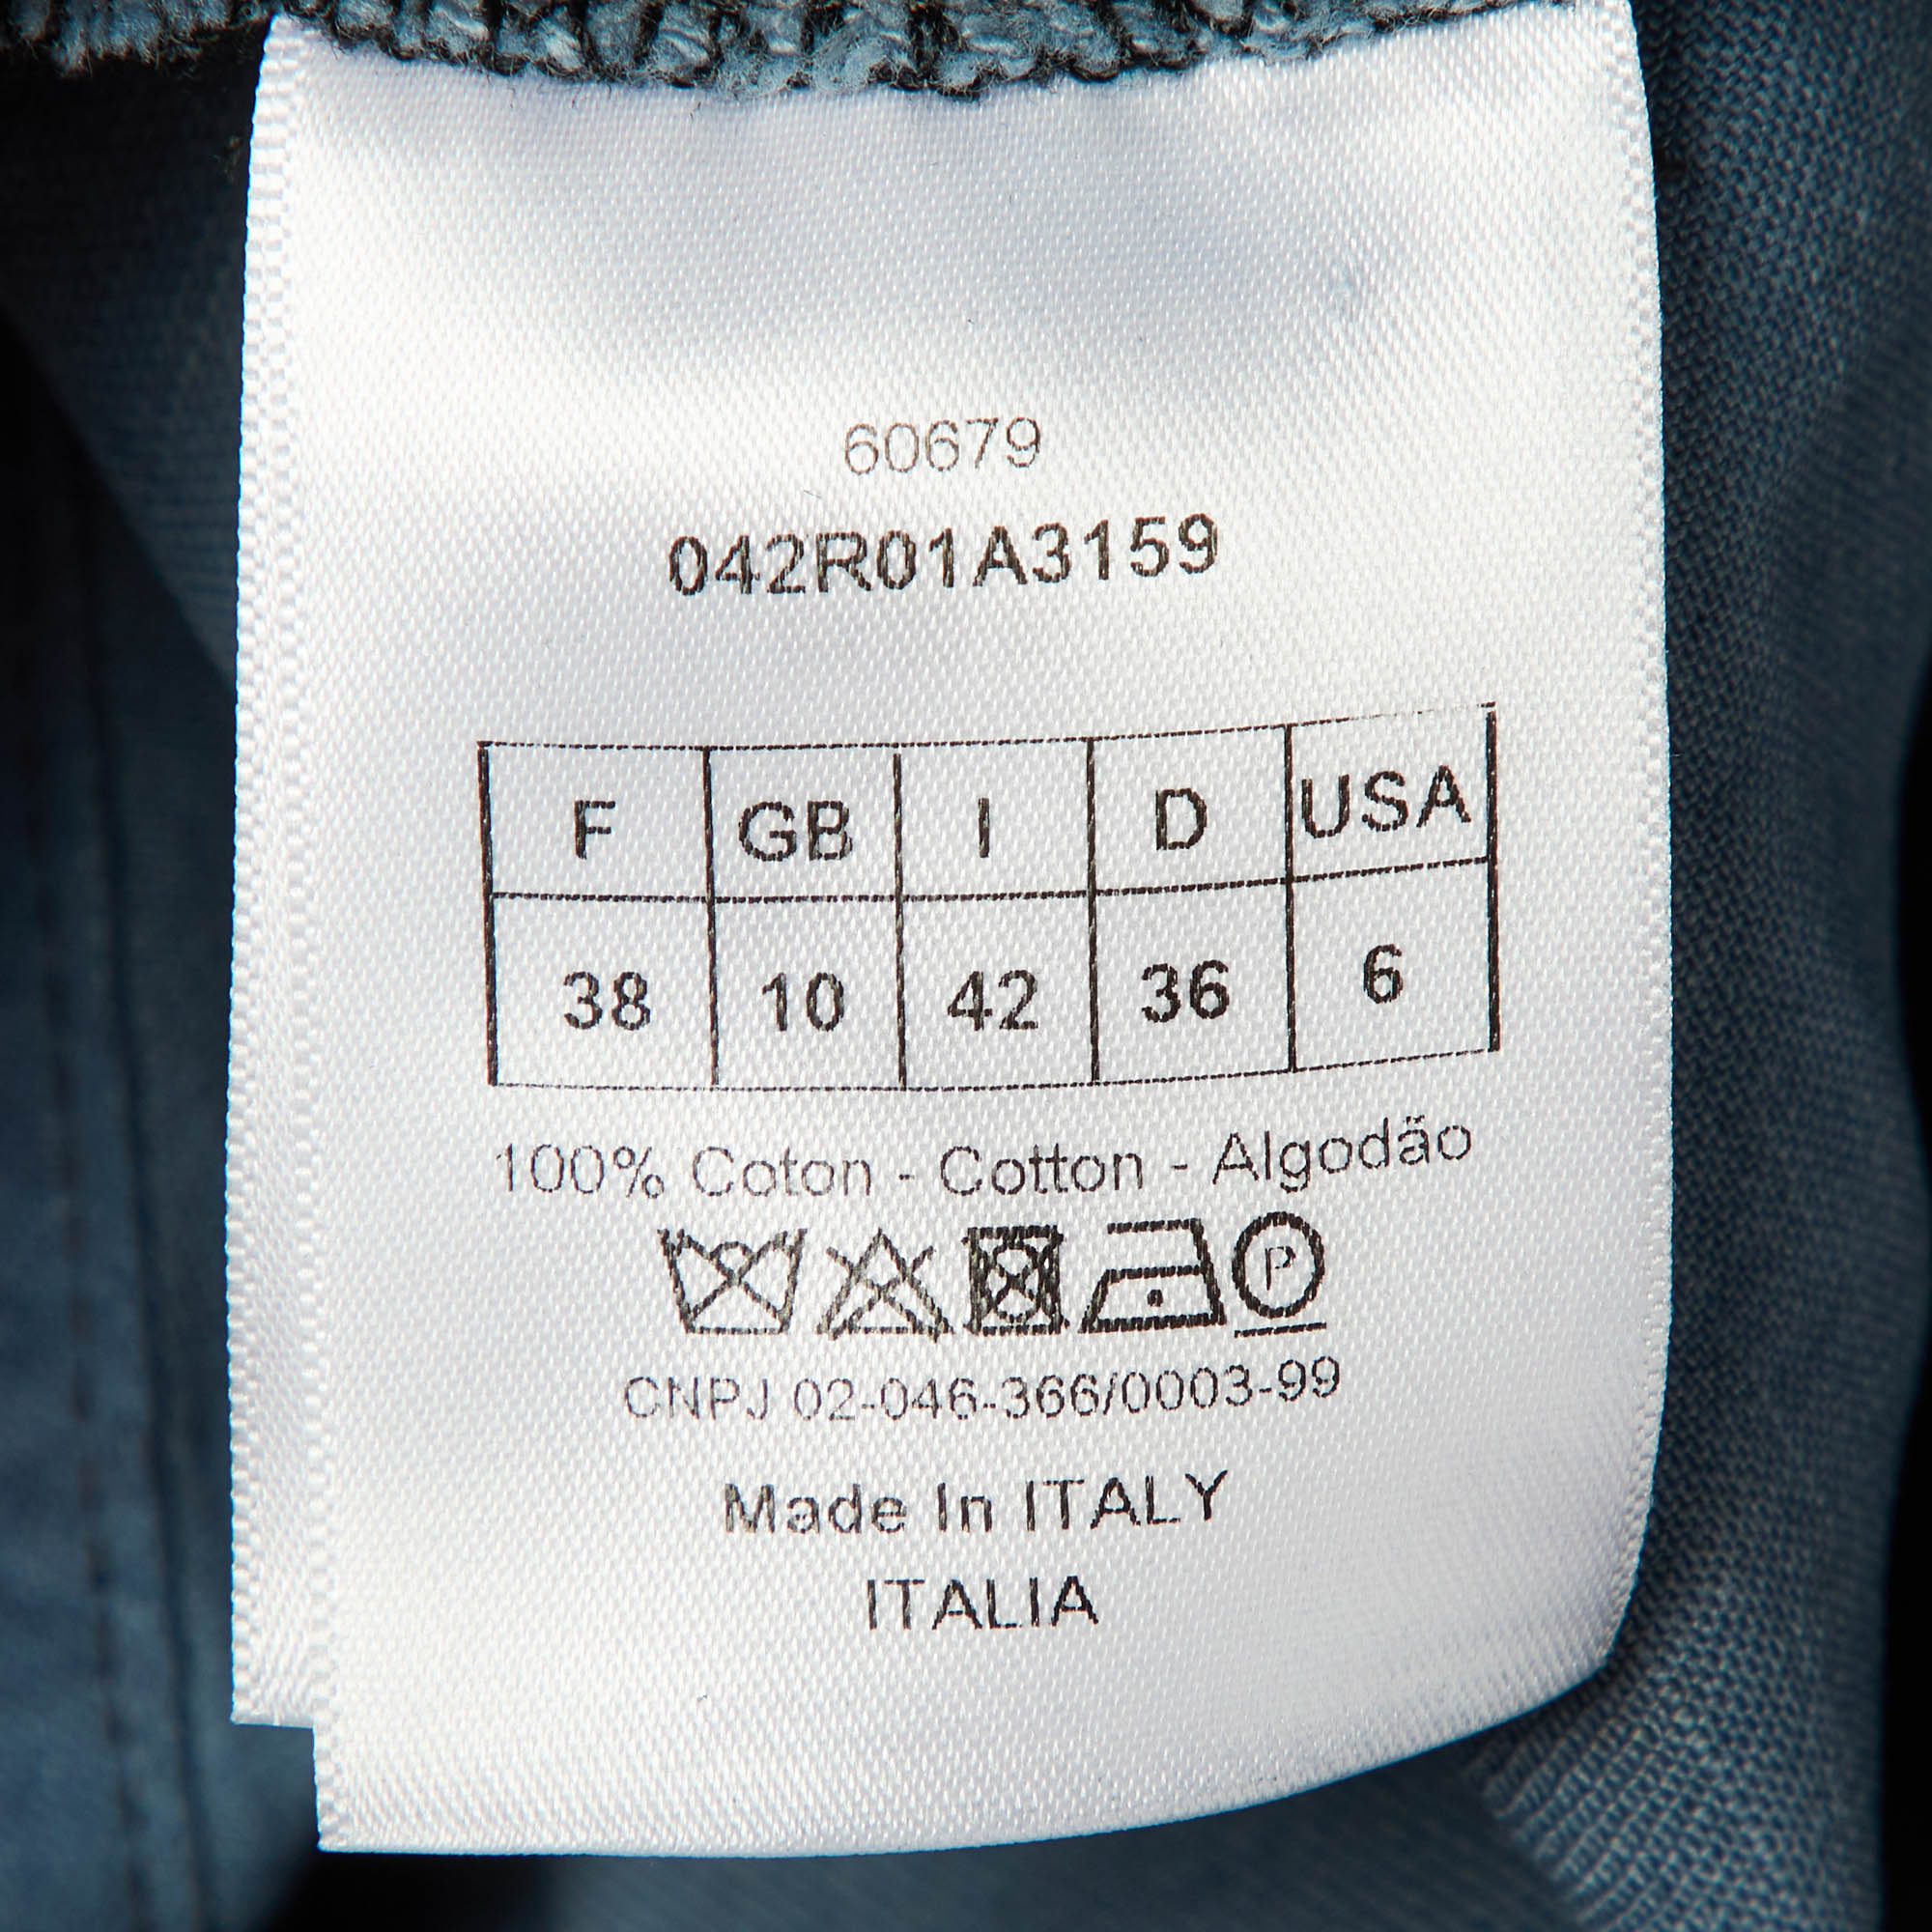 60679
042R01A3159
F GB I D USA
38 10 42 36 6
100% Coton - Cotton - Algodão
P
CNPJ 02-046-366/0003-99
Made In ITALY
ITALIA